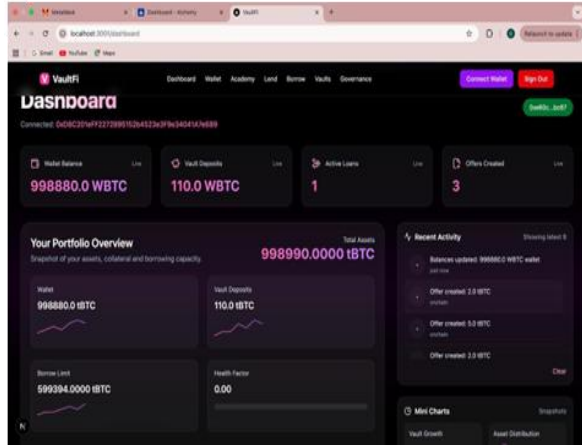 MetaMask
Dashboard - Alchemy
VaultFi
localhost:3001/dashboard
Relaunch to update
Gmail
YouTube
Maps
VaultFi
Dashboard
Wallet
Academy
Lend
Borrow
Vaults
Governance
Connect Wallet
Sign Out
Dashboard
Connected:
Wallet Balance
Live
998880.0 WBTC
Vault Deposits
Live
110.0 WBTC
Active Loans
Live
1
Offers Created
Live
3
Your Portfolio Overview
Snapshot of your assets, collateral and borrowing capacity.
Total Assets
998990.0000 tBTC
Wallet
998880.0 tBTC
Vault Deposits
110.0 tBTC
Borrow Limit
599394.0000 tBTC
Health Factor
0.00
Recent Activity
Showing latest 8
Balances updated: 998880.0 WBTC wallet
just now
Offer created: 2.0 tBTC
onchain
Offer created: 5.0 tBTC
onchain
Offer created: 2.0 tBTC
Clear
Mini Charts
Snapshots
Vault Growth
Asset Distribution
N